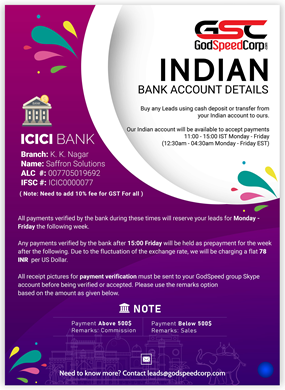 GSC
GodSpeedCorp
INDIAN
BANK ACCOUNT DETAILS
Buy any Leads using cash deposit or transfer from
your Indian account to ours.
Our Indian account will be available to accept payments
11:00 - 15:00 IST Monday - Friday
(12:30am - 04:30am Monday - Friday EST)
ICICI BANK
Branch: K. K. Nagar
Name: Saffron Solutions
ALC #: 007705019692
IFSC #: ICIC0000077
( Note: Need to add 10% fee for GST For all )
All payments verified by the bank during these times will reserve your leads for Monday -
Friday the following week.
Any payments verified by the bank after 15:00 Friday will be held as prepayment for the week
after the following. Due to the fluctuation of the exchange rate, we will be charging a flat 78
INR per US Dollar.
All receipt pictures for payment verification must be sent to your GodSpeed group Skype
account before being verified or accepted. Please use the remarks option
based on the amount as given below.
NOTE
Payment Above 500$
Remarks: Commission
Payment Below 500$
Remarks: Sales
Need to know more? Contact leads@godspeedcorp.com